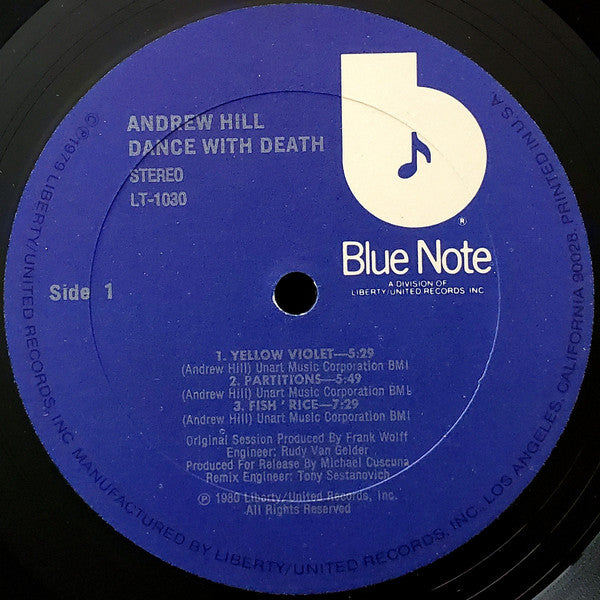 ANDREW HILL
DANCE WITH DEATH
STEREO
LT-1030
b
®
Blue Note
A DIVISION OF
LIBERTY/UNITED RECORDS INC
Side 1
1. YELLOW VIOLET—5:29
(Andrew Hill) Unart Music Corporation BMI
2. PARTITIONS—5:49
(Andrew Hill) Unart Music Corporation BMI
3. FISH 'RICE—7:29
(Andrew Hill) Unart Music Corporation BMI
Original Session Produced By Frank Wolff
Engineer: Rudy Van Gelder
Produced For Release By Michael Cuscuna
Remix Engineer: Tony Sestanovich
℗ 1980 Liberty/United Records, Inc.
All Rights Reserved
©℗1979 LIBERTY/UNITED RECORDS, INC. MANUFACTURED BY LIBERTY/UNITED RECORDS, INC., LOS ANGELES, CALIFORNIA 90028. PRINTED IN U.S.A.